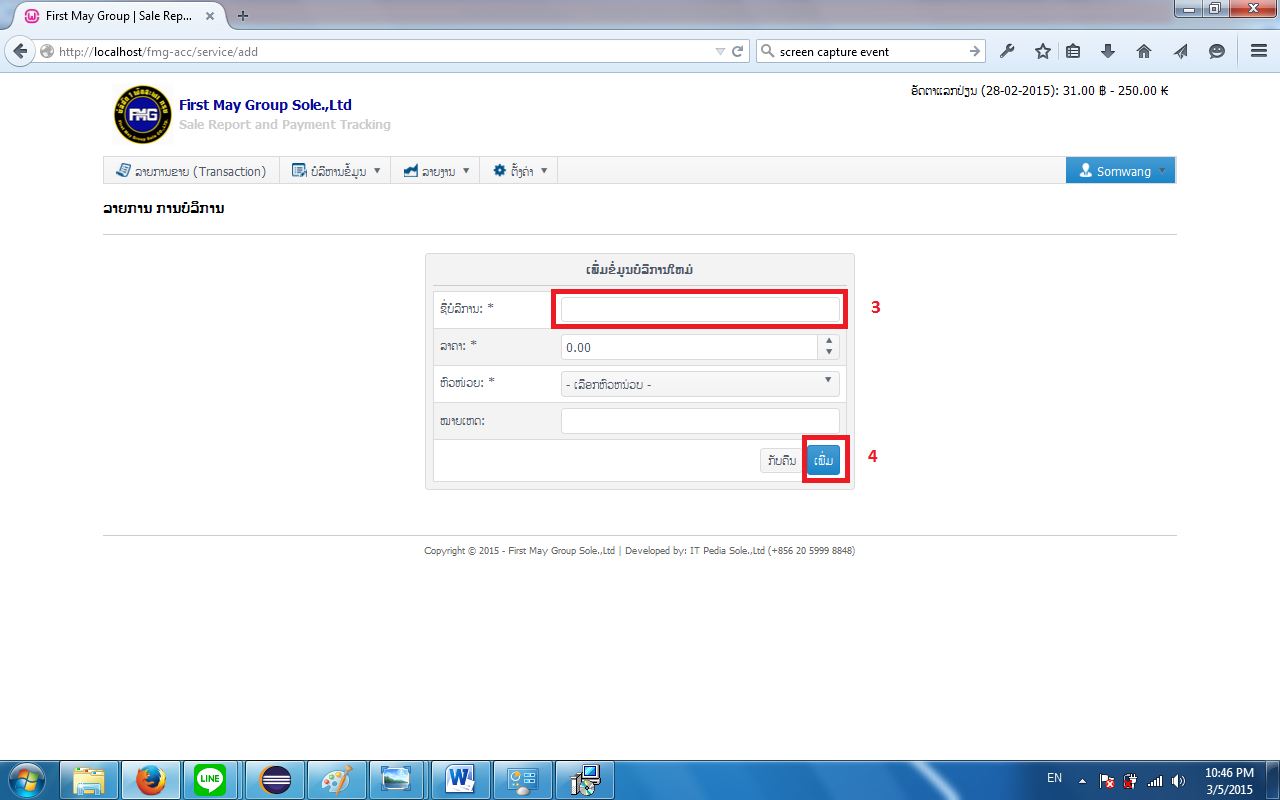 First May Group | Sale Rep...
http://localhost/fmg-acc/service/add
screen capture event
FMG
First May Group Sole.,Ltd
Sale Report and Payment Tracking
ອັດຕາແລກປ່ຽນ (28-02-2015): 31.00 ฿ - 250.00 ₭
ລາຍການຂາຍ (Transaction)
ບໍລິຫານຂໍ້ມູນ
ລາຍງານ
ຕັ້ງຄ່າ
Somwang
ລາຍການ ການບໍລິການ
ເພີ່ມຂໍ້ມູນບໍລິການໃຫມ່
ຊື່ບໍລິການ: *
3
ລາຄາ: *
0.00
ຫົວໜ່ວຍ: *
- ເລືອກຫົວຫນ່ວຍ -
ໝາຍເຫດ:
ກັບຄືນ
ເພີ່ມ
4
Copyright © 2015 - First May Group Sole.,Ltd | Developed by: IT Pedia Sole.,Ltd (+856 20 5999 8848)
LINE
EN
10:46 PM
3/5/2015